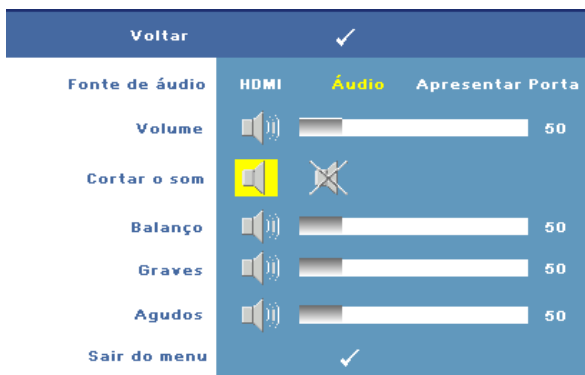 Voltar
Fonte de áudio HDMI Áudio Apresentar Porta
Volume 50
Cortar o som
Balanço 50
Graves 50
Agudos 50
Sair do menu